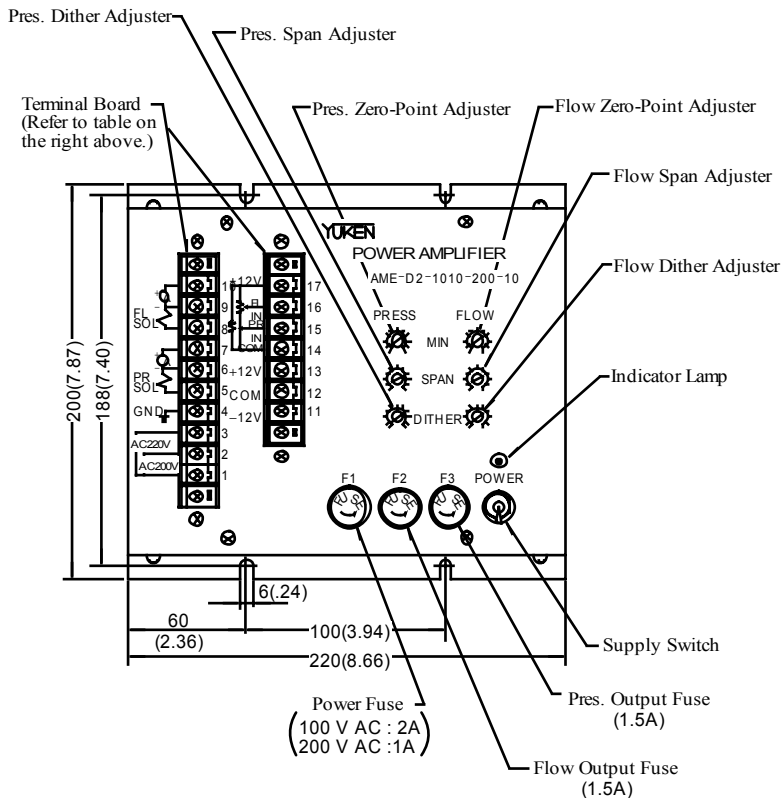 Pres. Dither Adjuster
Pres. Span Adjuster
Terminal Board
(Refer to table on
the right above.)
Pres. Zero-Point Adjuster
Flow Zero-Point Adjuster
Flow Span Adjuster
Flow Dither Adjuster
Indicator Lamp
YUKEN
POWER AMPLIFIER
AME-D2-1010-200-10
PRESS FLOW
MIN
SPAN
DITHER
10
9
8
7
6
5
4
3
2
1
FL
SOL
PR
SOL
GND
AC220V
AC200V
+12V
FL
IN
PR
IN
COM
+12V
COM
-12V
17
16
15
14
13
12
11
F1 F2 F3 POWER
FUSE FUSE FUSE
200(7.87)
188(7.40)
6(.24)
60
(2.36)
100(3.94)
220(8.66)
Supply Switch
Pres. Output Fuse
(1.5A)
Power Fuse
(100 V AC : 2A
200 V AC :1A)
Flow Output Fuse
(1.5A)